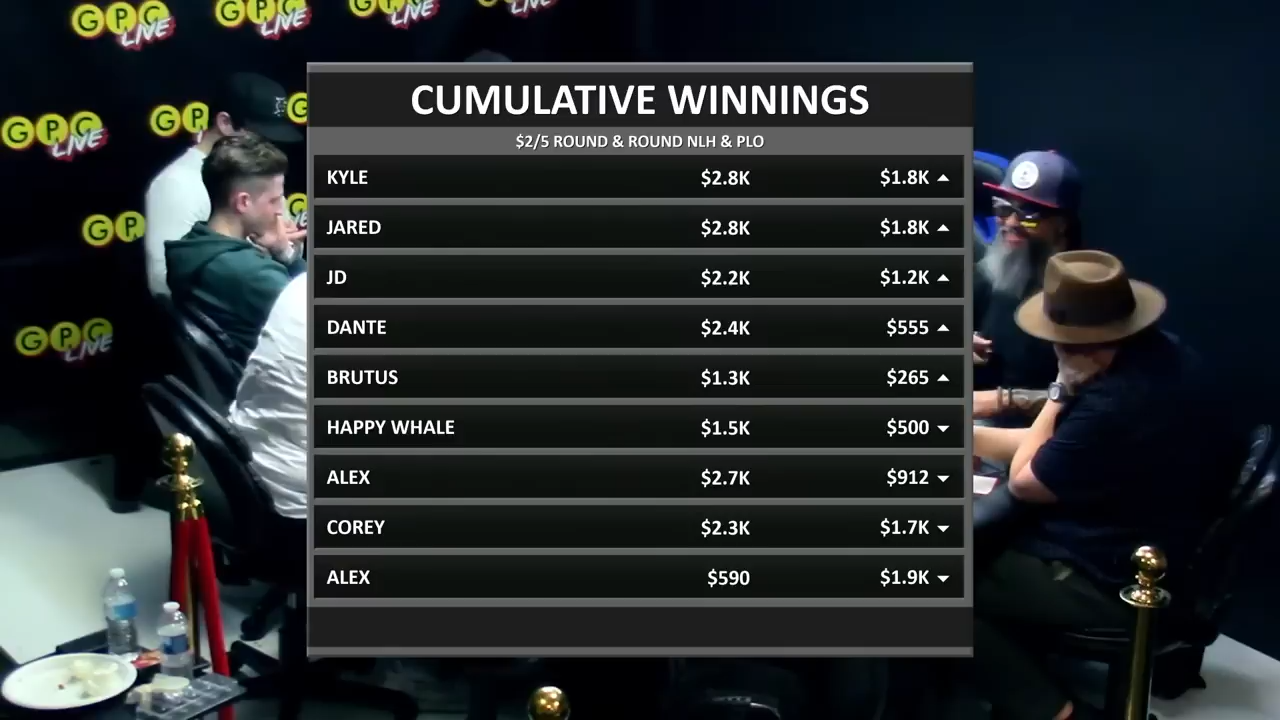 GPC LIVE
GPC LIVE
GPC LIVE
LIVE
GPC LIVE
GP
G
GP
GPC LIVE
CUMULATIVE WINNINGS
$2/5 ROUND & ROUND NLH & PLO
KYLE $2.8K $1.8K ▲
JARED $2.8K $1.8K ▲
JD $2.2K $1.2K ▲
DANTE $2.4K $555 ▲
BRUTUS $1.3K $265 ▲
HAPPY WHALE $1.5K $500 ▼
ALEX $2.7K $912 ▼
COREY $2.3K $1.7K ▼
ALEX $590 $1.9K ▼